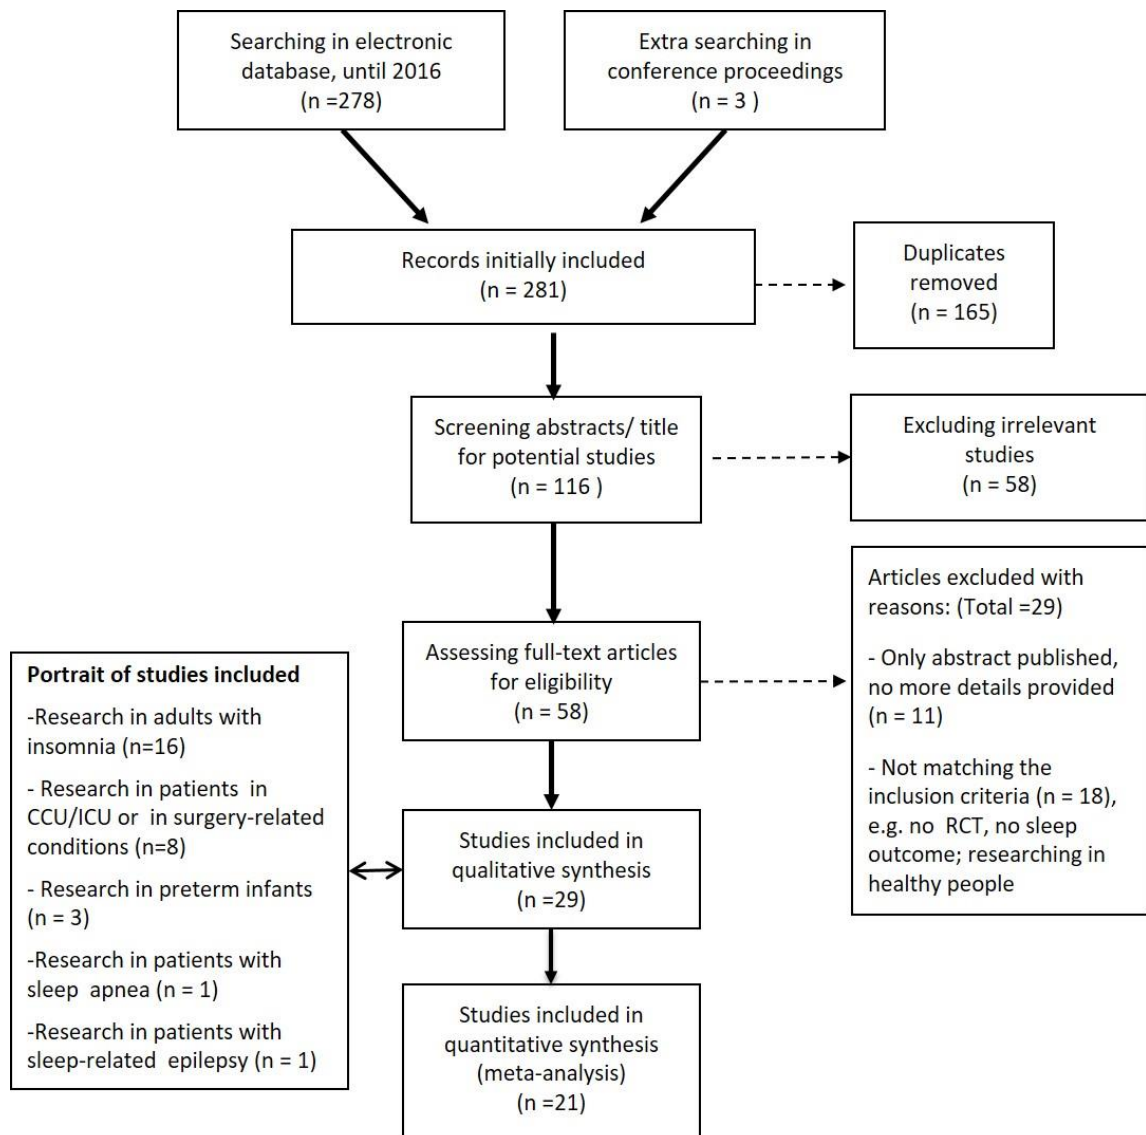 Searching in electronic
database, until 2016
(n =278)
Extra searching in
conference proceedings
(n = 3 )
Records initially included
(n = 281)
Duplicates
removed
(n = 165)
Screening abstracts/ title
for potential studies
(n = 116 )
Excluding irrelevant
studies
(n = 58)
Assessing full-text articles
for eligibility
(n = 58)
Articles excluded with
reasons: (Total =29)
- Only abstract published,
no more details provided
(n = 11)
- Not matching the
inclusion criteria (n = 18),
e.g. no RCT, no sleep
outcome; researching in
healthy people
Portrait of studies included
-Research in adults with
insomnia (n=16)
- Research in patients in
CCU/ICU or in surgery-related
conditions (n=8)
- Research in preterm infants
(n = 3)
-Research in patients with
sleep apnea (n = 1)
-Research in patients with
sleep-related epilepsy (n = 1)
Studies included in
qualitative synthesis
(n =29)
Studies included in
quantitative synthesis
(meta-analysis)
(n =21)